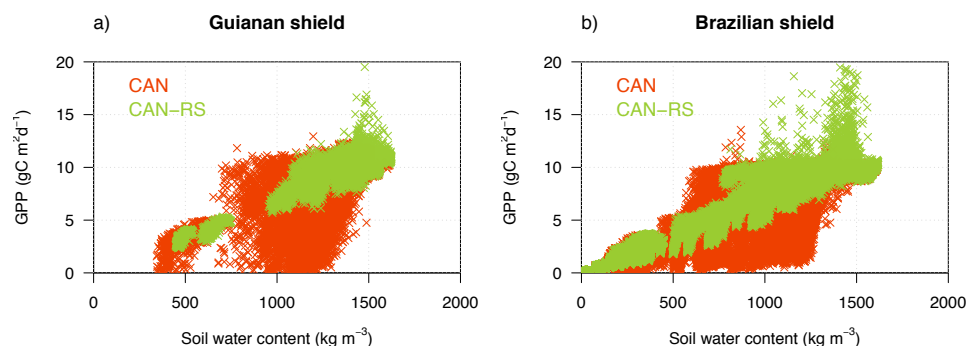 a) Guianan shield
CAN
CAN−RS
GPP (gC m²d⁻¹)
20
15
10
5
0
0 500 1000 1500 2000
Soil water content (kg m⁻³)
b) Brazilian shield
CAN
CAN−RS
GPP (gC m²d⁻¹)
20
15
10
5
0
0 500 1000 1500 2000
Soil water content (kg m⁻³)